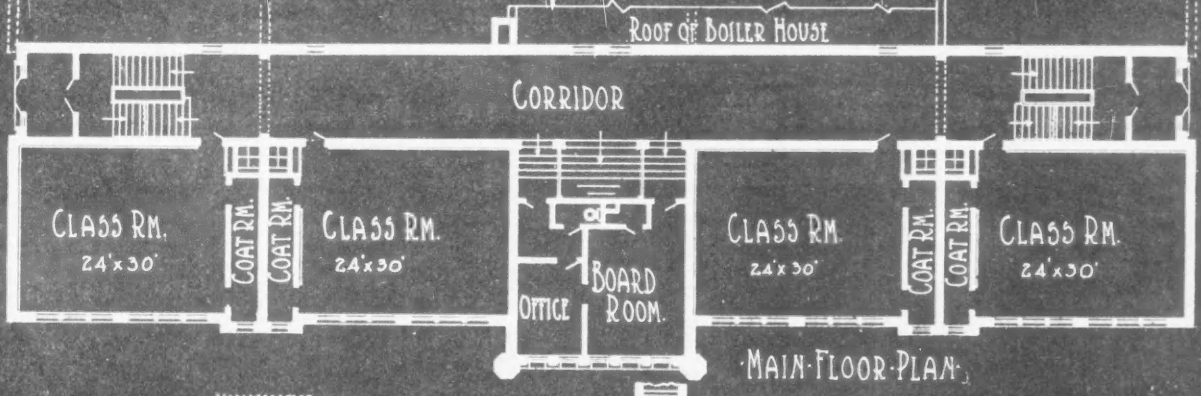 ROOF OF BOILER HOUSE
CORRIDOR
CLASS RM.
24'x30'
COAT RM.
COAT RM.
CLASS RM.
24'x30'
OFFICE
BOARD
ROOM.
CLASS RM.
24'x30'
COAT RM.
COAT RM.
CLASS RM.
24'x30'
·MAIN·FLOOR·PLAN·